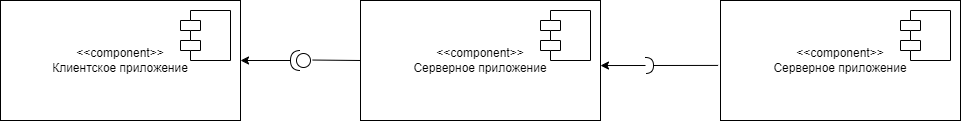 <<component>>
Клиентское приложение
<<component>>
Серверное приложение
<<component>>
Серверное приложение